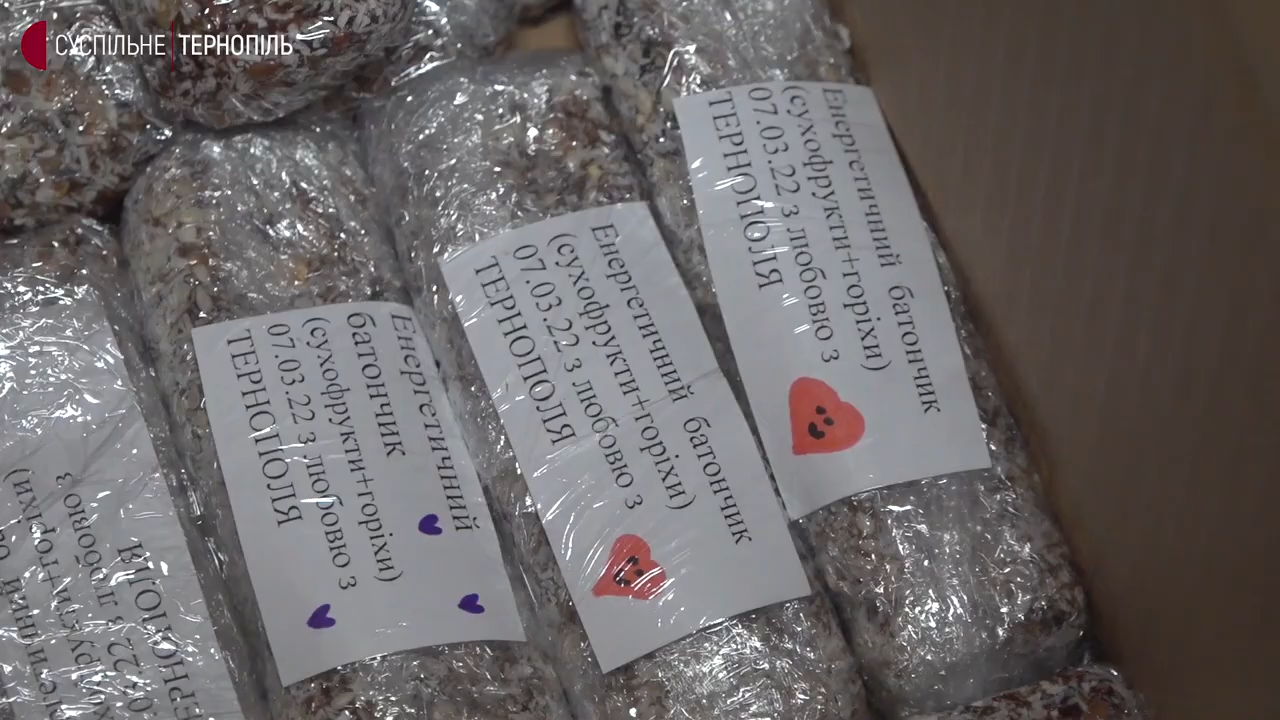 СУСПІЛЬНЕ ТЕРНОПІЛЬ
Енергетичний батончик
(сухофрукти+горіхи)
07.03.22 з любовю з
ТЕРНОПОЛЯ
Енергетичний батончик
(сухофрукти+горіхи)
07.03.22 з любовю з
ТЕРНОПОЛЯ
Енергетичний
батончик
(сухофрукти+горіхи)
07.03.22 з любовю з
ТЕРНОПОЛЯ